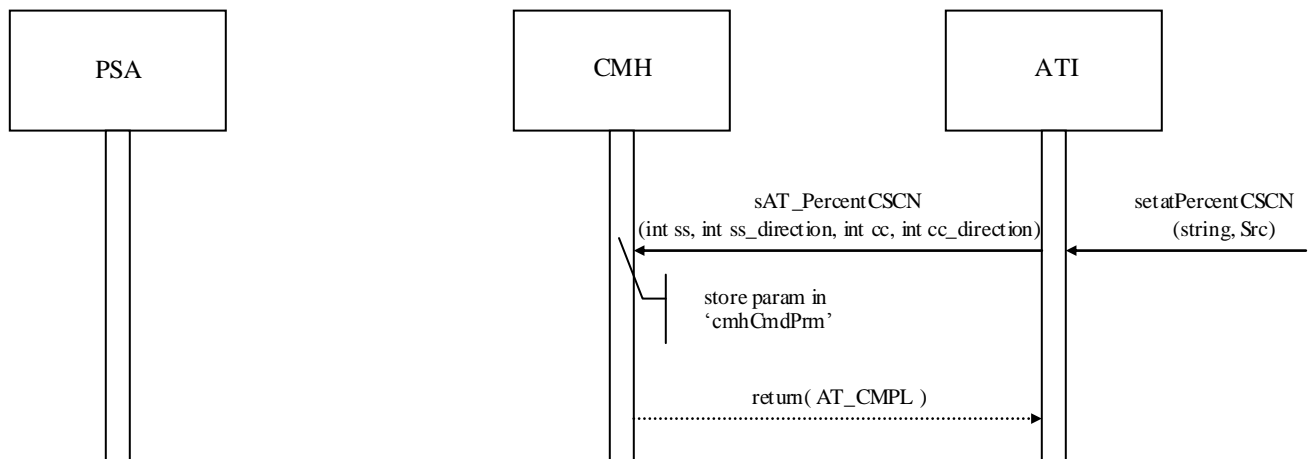 PSA
CMH
ATI
sAT_PercentCSCN
(int ss, int ss_direction, int cc, int cc_direction)
setatPercentCSCN
(string, Src)
store param in
‘cmhCmdPrm’
return( AT_CMPL )